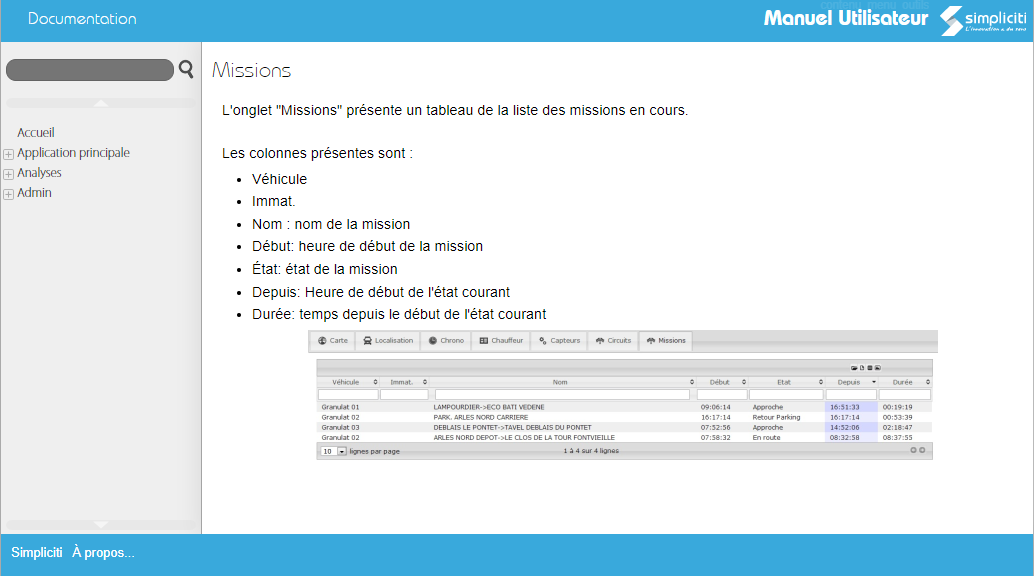 Documentation
contenu menu outils
Manuel Utilisateur
simpliciti
L'innovation a du sens
Missions
L'onglet "Missions" présente un tableau de la liste des missions en cours.
Accueil
Application principale
Analyses
Admin
Les colonnes présentes sont :
Véhicule
Immat.
Nom : nom de la mission
Début: heure de début de la mission
État: état de la mission
Depuis: Heure de début de l'état courant
Durée: temps depuis le début de l'état courant
Carte Localisation Chrono Chauffeur Capteurs Circuits Missions
Véhicule Immat. Nom Début Etat Depuis Durée
Granulat 01 LAMPOURDIER->ECO BATI VEDENE 09:06:14 Approche 16:51:33 00:19:19
Granulat 02 PARK. ARLES NORD CARRIERE 16:17:14 Retour Parking 16:17:14 00:53:39
Granulat 03 DEBLAIS LE PONTET->TAVEL DEBLAIS DU PONTET 07:52:56 Approche 14:52:06 02:18:47
Granulat 02 ARLES NORD DEPOT->LE CLOS DE LA TOUR FONTVIEILLE 07:58:32 En route 08:32:58 08:37:55
10 lignes par page 1 à 4 sur 4 lignes
Simpliciti À propos...